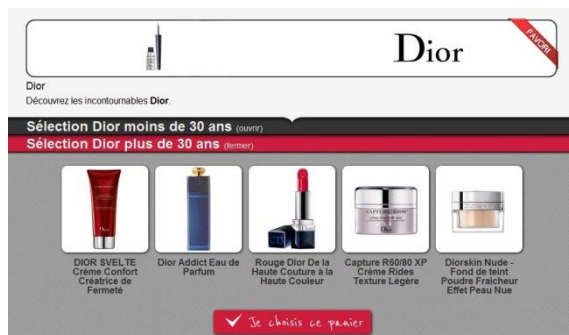 Dior
FAVORI
Dior
Découvrez les incontournables Dior.
Sélection Dior moins de 30 ans (ouvrir)
Sélection Dior plus de 30 ans (fermer)
DIOR SVELTE
Crème Confort
Créatrice de
Fermeté
Dior Addict Eau de
Parfum
Rouge Dior De la
Haute Couture à la
Haute Couleur
Capture R60/80 XP
Crème Rides
Texture Légère
Diorskin Nude -
Fond de teint
Poudre Fraicheur
Effet Peau Nue
Je choisis ce panier